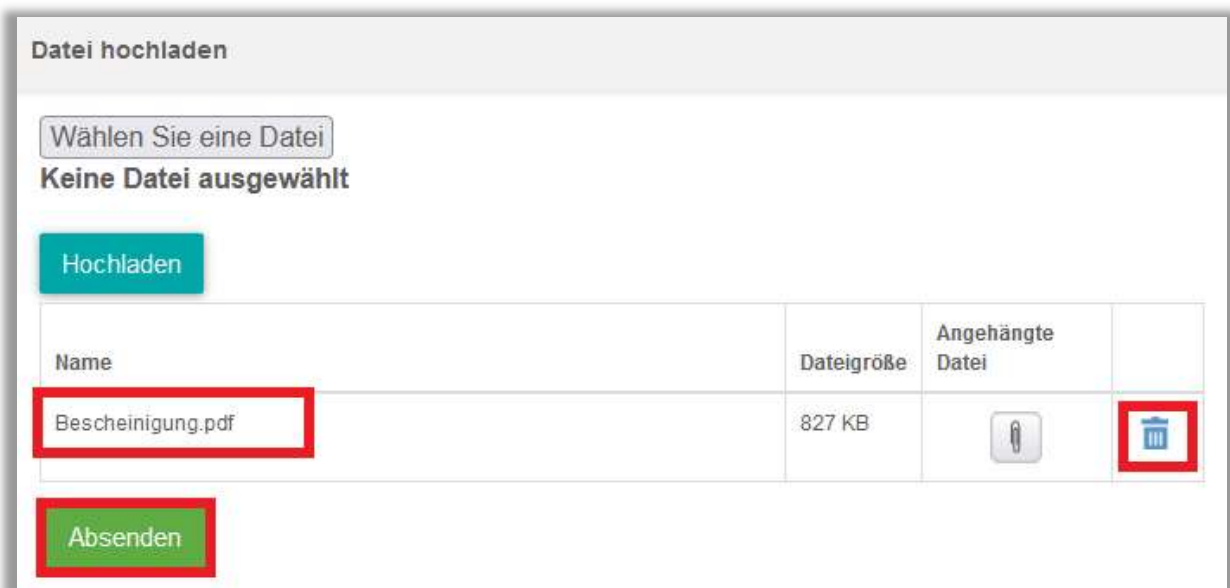 Datei hochladen
Wählen Sie eine Datei
Keine Datei ausgewählt
Hochladen
Name
Dateigröße
Angehängte
Datei
Bescheinigung.pdf
827 KB
Absenden